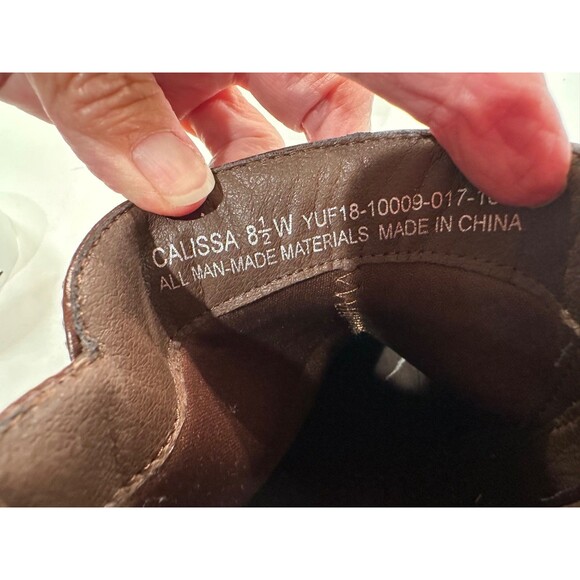 CALISSA 8½W YUF18-10009-017-1
ALL MAN-MADE MATERIALS MADE IN CHINA